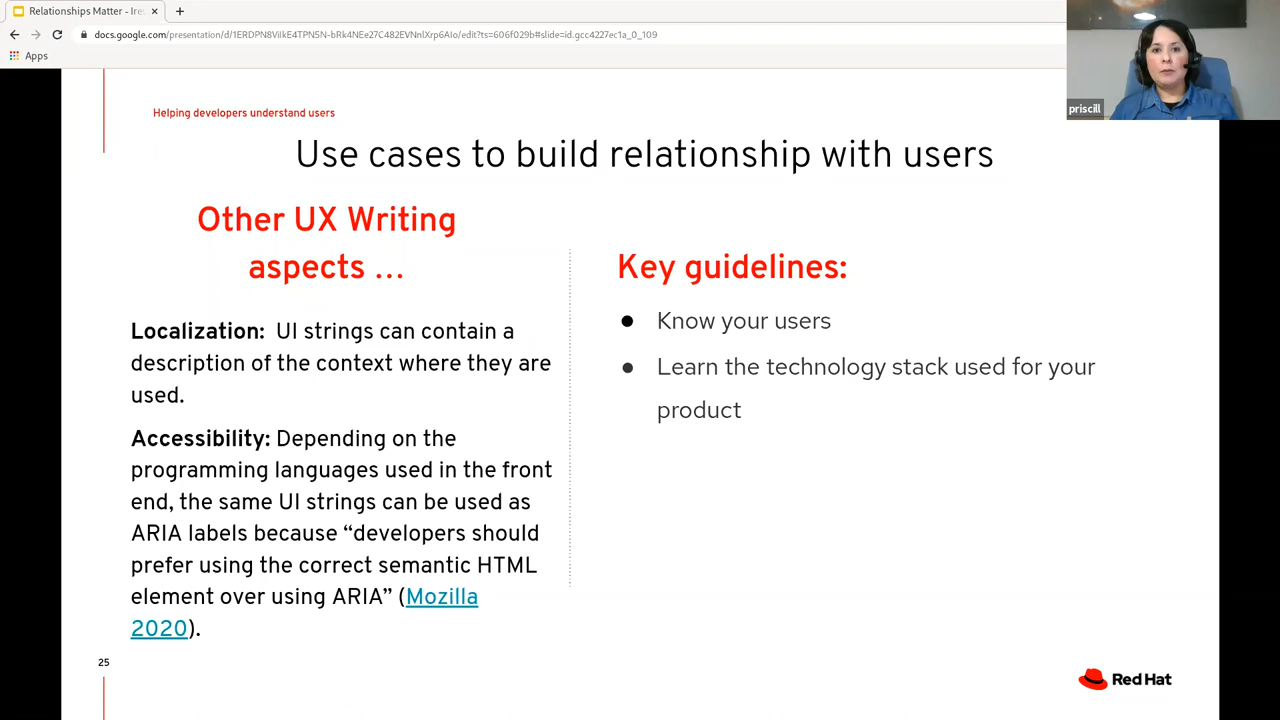 Relationships Matter - Ire
docs.google.com/presentation/d/1ERDPN8ViIkE4TPN5N-bRk4NEe27C482EVNnlXrp6AIo/edit?ts=606f029b#slide=id.gcc4227ec1a_0_109
Apps
priscill
Helping developers understand users
Use cases to build relationship with users
Other UX Writing
aspects ...
Localization: UI strings can contain a
description of the context where they are
used.
Accessibility: Depending on the
programming languages used in the front
end, the same UI strings can be used as
ARIA labels because “developers should
prefer using the correct semantic HTML
element over using ARIA” (Mozilla
2020).
Key guidelines:
● Know your users
● Learn the technology stack used for your
product
25
Red Hat